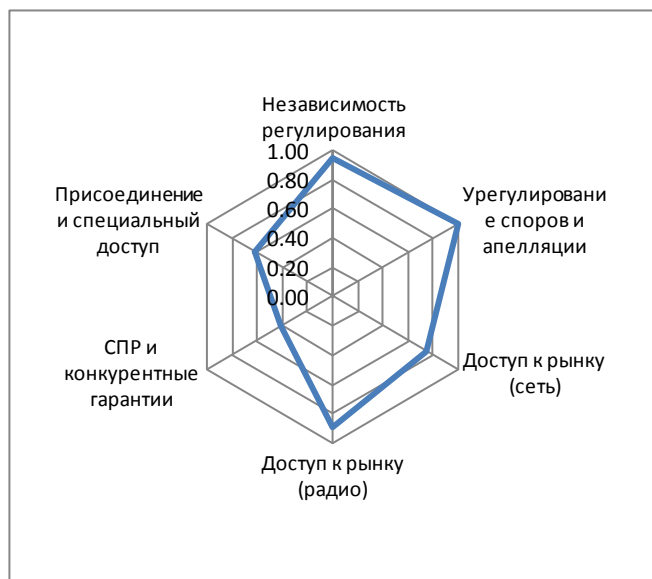 Независимость
регулирования
1.00
0.80
0.60
0.40
0.20
0.00
Урегулировани
е споров и
апелляции
Доступ к рынку
(сеть)
Доступ к рынку
(радио)
СПР и
конкурентные
гарантии
Присоединение
и специальный
доступ